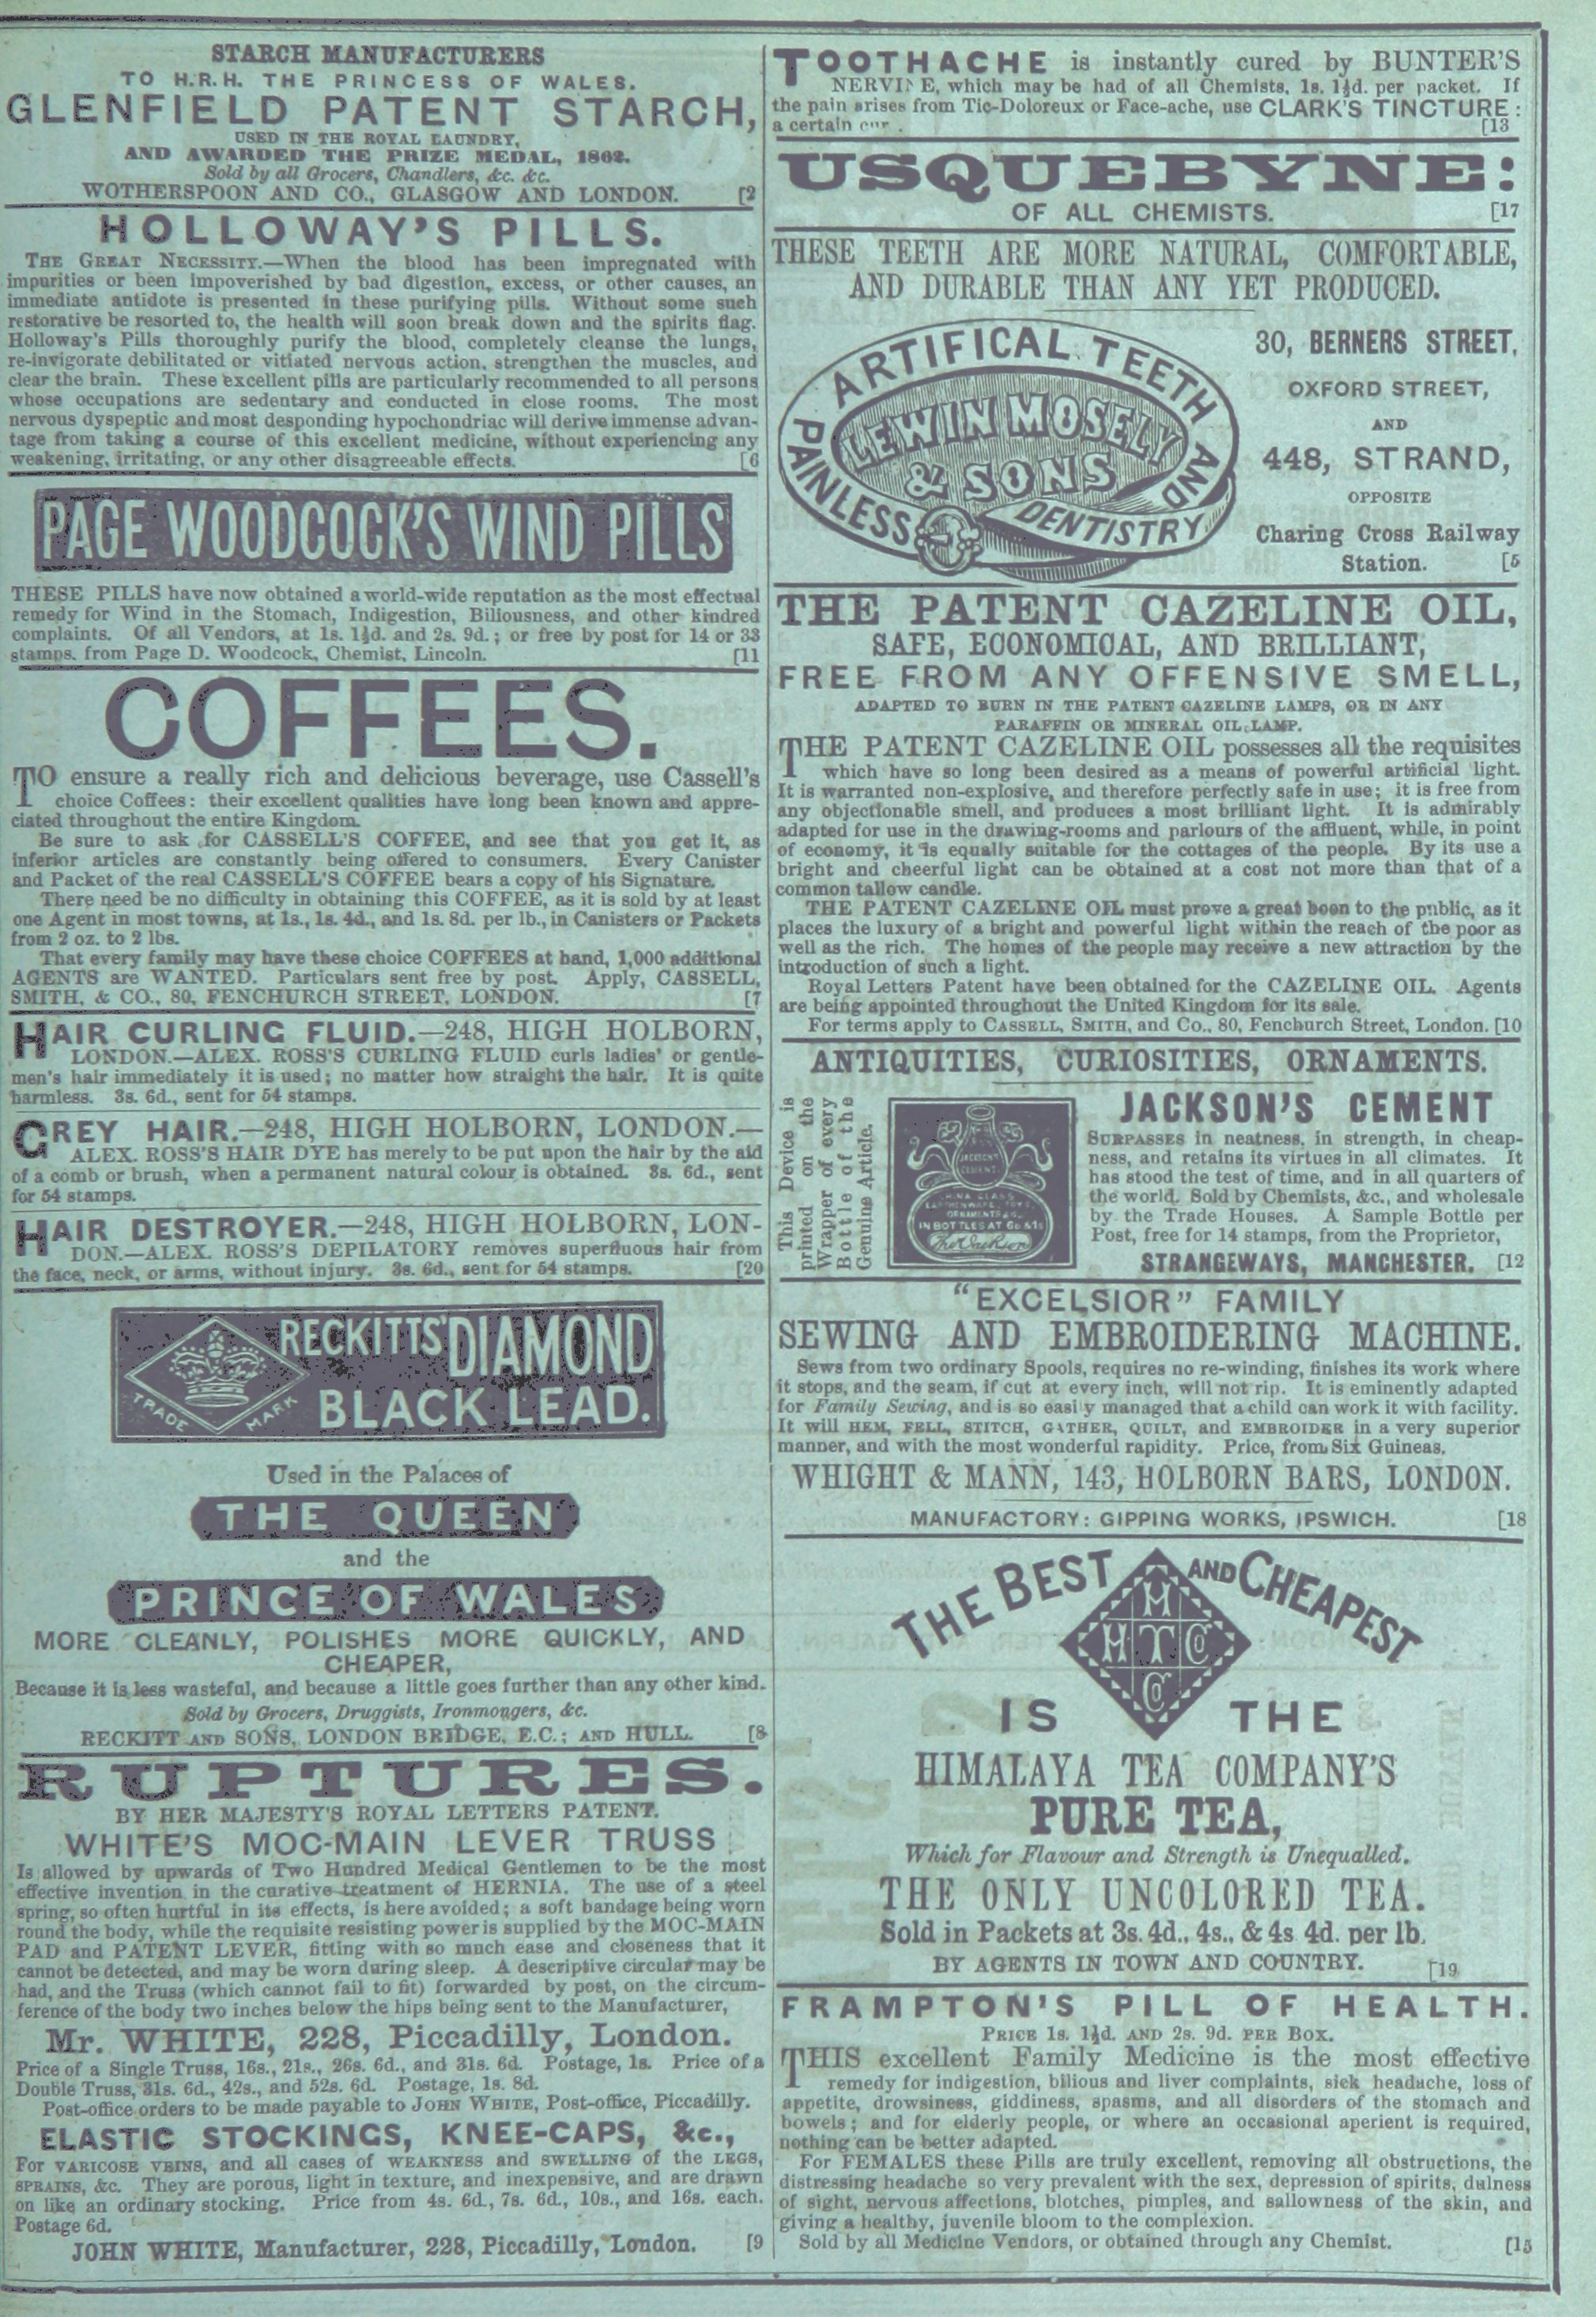 STARCH MANUFACTURERS
TO H.R.H. THE PRINCESS OF WALES.
GLENFIELD PATENT STARCH,
USED IN THE ROYAL LAUNDRY,
AND AWARDED THE PRIZE MEDAL, 1862.
Sold by all Grocers, Chandlers, &c. &c.
WOTHERSPOON AND CO., GLASGOW AND LONDON. [2
HOLLOWAY'S PILLS.
THE GREAT NECESSITY.—When the blood has been impregnated with
impurities or been impoverished by bad digestion, excess, or other causes, an
immediate antidote is presented in these purifying pills. Without some such
restorative be resorted to, the health will soon break down and the spirits flag.
Holloway's Pills thoroughly purify the blood, completely cleanse the lungs,
re-invigorate debilitated or vitiated nervous action, strengthen the muscles, and
clear the brain. These excellent pills are particularly recommended to all persons
whose occupations are sedentary and conducted in close rooms. The most
nervous dyspeptic and most desponding hypochondriac will derive immense advan-
tage from taking a course of this excellent medicine, without experiencing any
weakening, irritating, or any other disagreeable effects. [6
PAGE WOODCOCK'S WIND PILLS
THESE PILLS have now obtained a world-wide reputation as the most effectual
remedy for Wind in the Stomach, Indigestion, Biliousness, and other kindred
complaints. Of all Vendors, at 1s. 1½d. and 2s. 9d.; or free by post for 14 or 33
stamps, from Page D. Woodcock, Chemist, Lincoln. [11
COFFEES.
TO ensure a really rich and delicious beverage, use Cassell's
choice Coffees: their excellent qualities have long been known and appre-
ciated throughout the entire Kingdom.
Be sure to ask for CASSELL'S COFFEE, and see that you get it, as
inferior articles are constantly being offered to consumers. Every Canister
and Packet of the real CASSELL'S COFFEE bears a copy of his Signature.
There need be no difficulty in obtaining this COFFEE, as it is sold by at least
one Agent in most towns, at 1s., 1s. 4d., and 1s. 8d. per lb., in Canisters or Packets
from 2 oz. to 2 lbs.
That every family may have these choice COFFEES at band, 1,000 additional
AGENTS are WANTED. Particulars sent free by post. Apply, CASSELL,
SMITH, & CO., 80, FENCHURCH STREET, LONDON. [7
HAIR CURLING FLUID.—248, HIGH HOLBORN,
LONDON.—ALEX. ROSS'S CURLING FLUID curls ladies' or gentle-
men's hair immediately it is used; no matter how straight the hair. It is quite
harmless. 3s. 6d., sent for 54 stamps.
GREY HAIR.—248, HIGH HOLBORN, LONDON.—
ALEX. ROSS'S HAIR DYE has merely to be put upon the hair by the aid
of a comb or brush, when a permanent natural colour is obtained. 3s. 6d., sent
for 54 stamps.
HAIR DESTROYER.—248, HIGH HOLBORN, LON-
DON.—ALEX. ROSS'S DEPILATORY removes superfluous hair from
the face, neck, or arms, without injury. 3s. 6d., sent for 54 stamps. [20
RECKITTS' DIAMOND
BLACK LEAD.
TRADE MARK
Used in the Palaces of
THE QUEEN
and the
PRINCE OF WALES
MORE CLEANLY, POLISHES MORE QUICKLY, AND
CHEAPER,
Because it is less wasteful, and because a little goes further than any other kind.
Sold by Grocers, Druggists, Ironmongers, &c.
RECKITT AND SONS, LONDON BRIDGE, E.C.; AND HULL. [8
RUPTURES.
BY HER MAJESTY'S ROYAL LETTERS PATENT.
WHITE'S MOC-MAIN LEVER TRUSS
Is allowed by upwards of Two Hundred Medical Gentlemen to be the most
effective invention in the curative treatment of HERNIA. The use of a steel
spring, so often hurtful in its effects, is here avoided; a soft bandage being worn
round the body, while the requisite resisting power is supplied by the MOC-MAIN
PAD and PATENT LEVER, fitting with so much ease and closeness that it
cannot be detected, and may be worn during sleep. A descriptive circular may be
had, and the Truss (which cannot fail to fit) forwarded by post, on the circum-
ference of the body two inches below the hips being sent to the Manufacturer,
Mr. WHITE, 228, Piccadilly, London.
Price of a Single Truss, 16s., 21s., 26s. 6d., and 31s. 6d. Postage, 1s. Price of a
Double Truss, 31s. 6d., 42s., and 52s. 6d. Postage, 1s. 8d.
Post-office orders to be made payable to JOHN WHITE, Post-office, Piccadilly.
ELASTIC STOCKINGS, KNEE-CAPS, &c.,
For VARICOSE VEINS, and all cases of WEAKNESS and SWELLING of the LEGS,
SPRAINS, &c. They are porous, light in texture, and inexpensive, and are drawn
on like an ordinary stocking. Price from 4s. 6d., 7s. 6d., 10s., and 16s. each.
Postage 6d.
JOHN WHITE, Manufacturer, 228, Piccadilly, London. [9
TOOTHACHE is instantly cured by BUNTER'S
NERVINE, which may be had of all Chemists, 1s. 1½d. per packet. If
the pain arises from Tic-Doloreux or Face-ache, use CLARK'S TINCTURE:
a certain cur . [13
USQUEBYNE:
OF ALL CHEMISTS. [17
THESE TEETH ARE MORE NATURAL, COMFORTABLE,
AND DURABLE THAN ANY YET PRODUCED.
ARTIFICAL TEETH AND
PAINLESS DENTISTRY
LEWIN MOSELY
& SONS
30, BERNERS STREET,
OXFORD STREET,
AND
448, STRAND,
OPPOSITE
Charing Cross Railway
Station. [5
THE PATENT CAZELINE OIL,
SAFE, ECONOMICAL, AND BRILLIANT,
FREE FROM ANY OFFENSIVE SMELL,
ADAPTED TO BURN IN THE PATENT CAZELINE LAMPS, OR IN ANY
PARAFFIN OR MINERAL OIL LAMP.
THE PATENT CAZELINE OIL possesses all the requisites
which have so long been desired as a means of powerful artificial light.
It is warranted non-explosive, and therefore perfectly safe in use; it is free from
any objectionable smell, and produces a most brilliant light. It is admirably
adapted for use in the drawing-rooms and parlours of the affluent, while, in point
of economy, it is equally suitable for the cottages of the people. By its use a
bright and cheerful light can be obtained at a cost not more than that of a
common tallow candle.
THE PATENT CAZELINE OIL must prove a great boon to the public, as it
places the luxury of a bright and powerful light within the reach of the poor as
well as the rich. The homes of the people may receive a new attraction by the
introduction of such a light.
Royal Letters Patent have been obtained for the CAZELINE OIL. Agents
are being appointed throughout the United Kingdom for its sale.
For terms apply to CASSELL, SMITH, and Co., 80, Fenchurch Street, London. [10
ANTIQUITIES, CURIOSITIES, ORNAMENTS.
This Device is
printed on the
Wrapper of every
Bottle of the
Genuine Article.
JACKSON'S
CEMENT
CHINA GLASS
EARTHENWARE, TOYS
ORNAMENTS &c.
IN BOTTLES AT 6d & 1s
JACKSON'S CEMENT
SURPASSES in neatness, in strength, in cheap-
ness, and retains its virtues in all climates. It
has stood the test of time, and in all quarters of
the world. Sold by Chemists, &c., and wholesale
by the Trade Houses. A Sample Bottle per
Post, free for 14 stamps, from the Proprietor,
STRANGEWAYS, MANCHESTER. [12
"EXCELSIOR" FAMILY
SEWING AND EMBROIDERING MACHINE.
Sews from two ordinary Spools, requires no re-winding, finishes its work where
it stops, and the seam, if cut at every inch, will not rip. It is eminently adapted
for Family Sewing, and is so easily managed that a child can work it with facility.
It will HEM, FELL, STITCH, GATHER, QUILT, and EMBROIDER in a very superior
manner, and with the most wonderful rapidity. Price, from Six Guineas.
WHIGHT & MANN, 143, HOLBORN BARS, LONDON.
MANUFACTORY: GIPPING WORKS, IPSWICH. [18
THE BEST AND CHEAPEST
HTCo
IS THE
HIMALAYA TEA COMPANY'S
PURE TEA,
Which for Flavour and Strength is Unequalled.
THE ONLY UNCOLORED TEA.
Sold in Packets at 3s. 4d., 4s., & 4s 4d. per lb.
BY AGENTS IN TOWN AND COUNTRY. [19
FRAMPTON'S PILL OF HEALTH.
PRICE 1s. 1½d. AND 2s. 9d. PER BOX.
THIS excellent Family Medicine is the most effective
remedy for indigestion, bilious and liver complaints, sick headache, loss of
appetite, drowsiness, giddiness, spasms, and all disorders of the stomach and
bowels; and for elderly people, or where an occasional aperient is required,
nothing can be better adapted.
For FEMALES these Pills are truly excellent, removing all obstructions, the
distressing headache so very prevalent with the sex, depression of spirits, dulness
of sight, nervous affections, blotches, pimples, and sallowness of the skin, and
giving a healthy, juvenile bloom to the complexion.
Sold by all Medicine Vendors, or obtained through any Chemist. [15